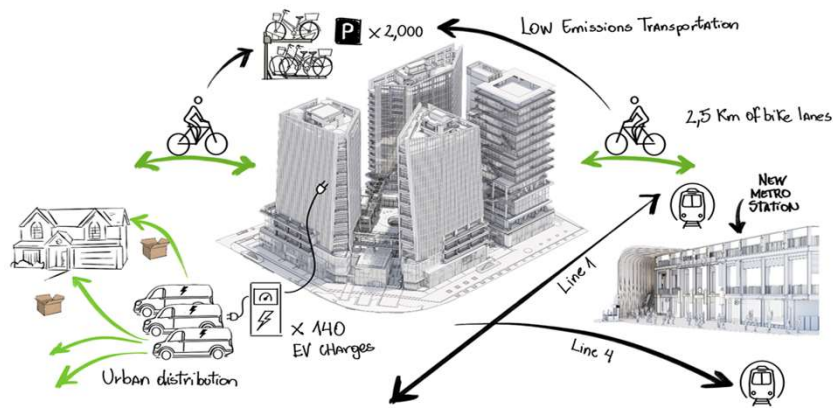 P × 2,000
Low Emissions Transportation
2,5 Km of bike lanes
NEW
METRO
STATION
Line 1
× 140
EV CHARGES
Line 4
Urban distribution